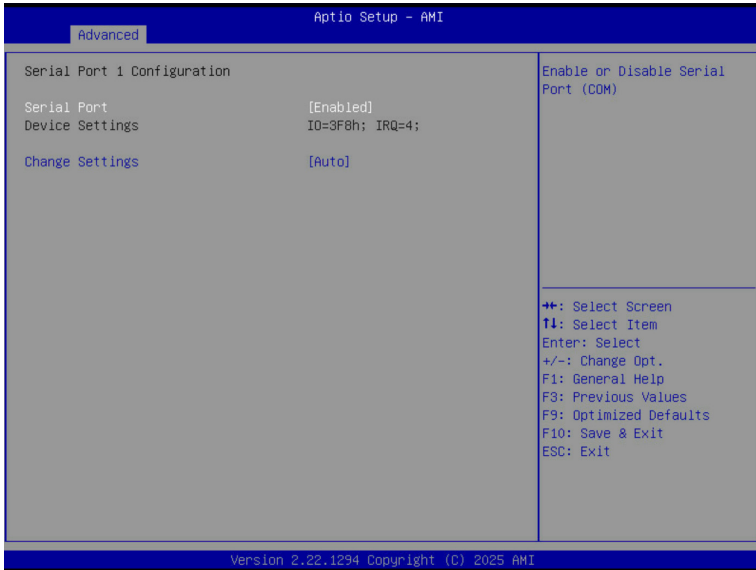 Aptio Setup - AMI
Advanced
Serial Port 1 Configuration
Serial Port [Enabled]
Device Settings IO=3F8h; IRQ=4;
Change Settings [Auto]
Enable or Disable Serial
Port (COM)
→←: Select Screen
↑↓: Select Item
Enter: Select
+/-: Change Opt.
F1: General Help
F3: Previous Values
F9: Optimized Defaults
F10: Save & Exit
ESC: Exit
Version 2.22.1294 Copyright (C) 2025 AMI